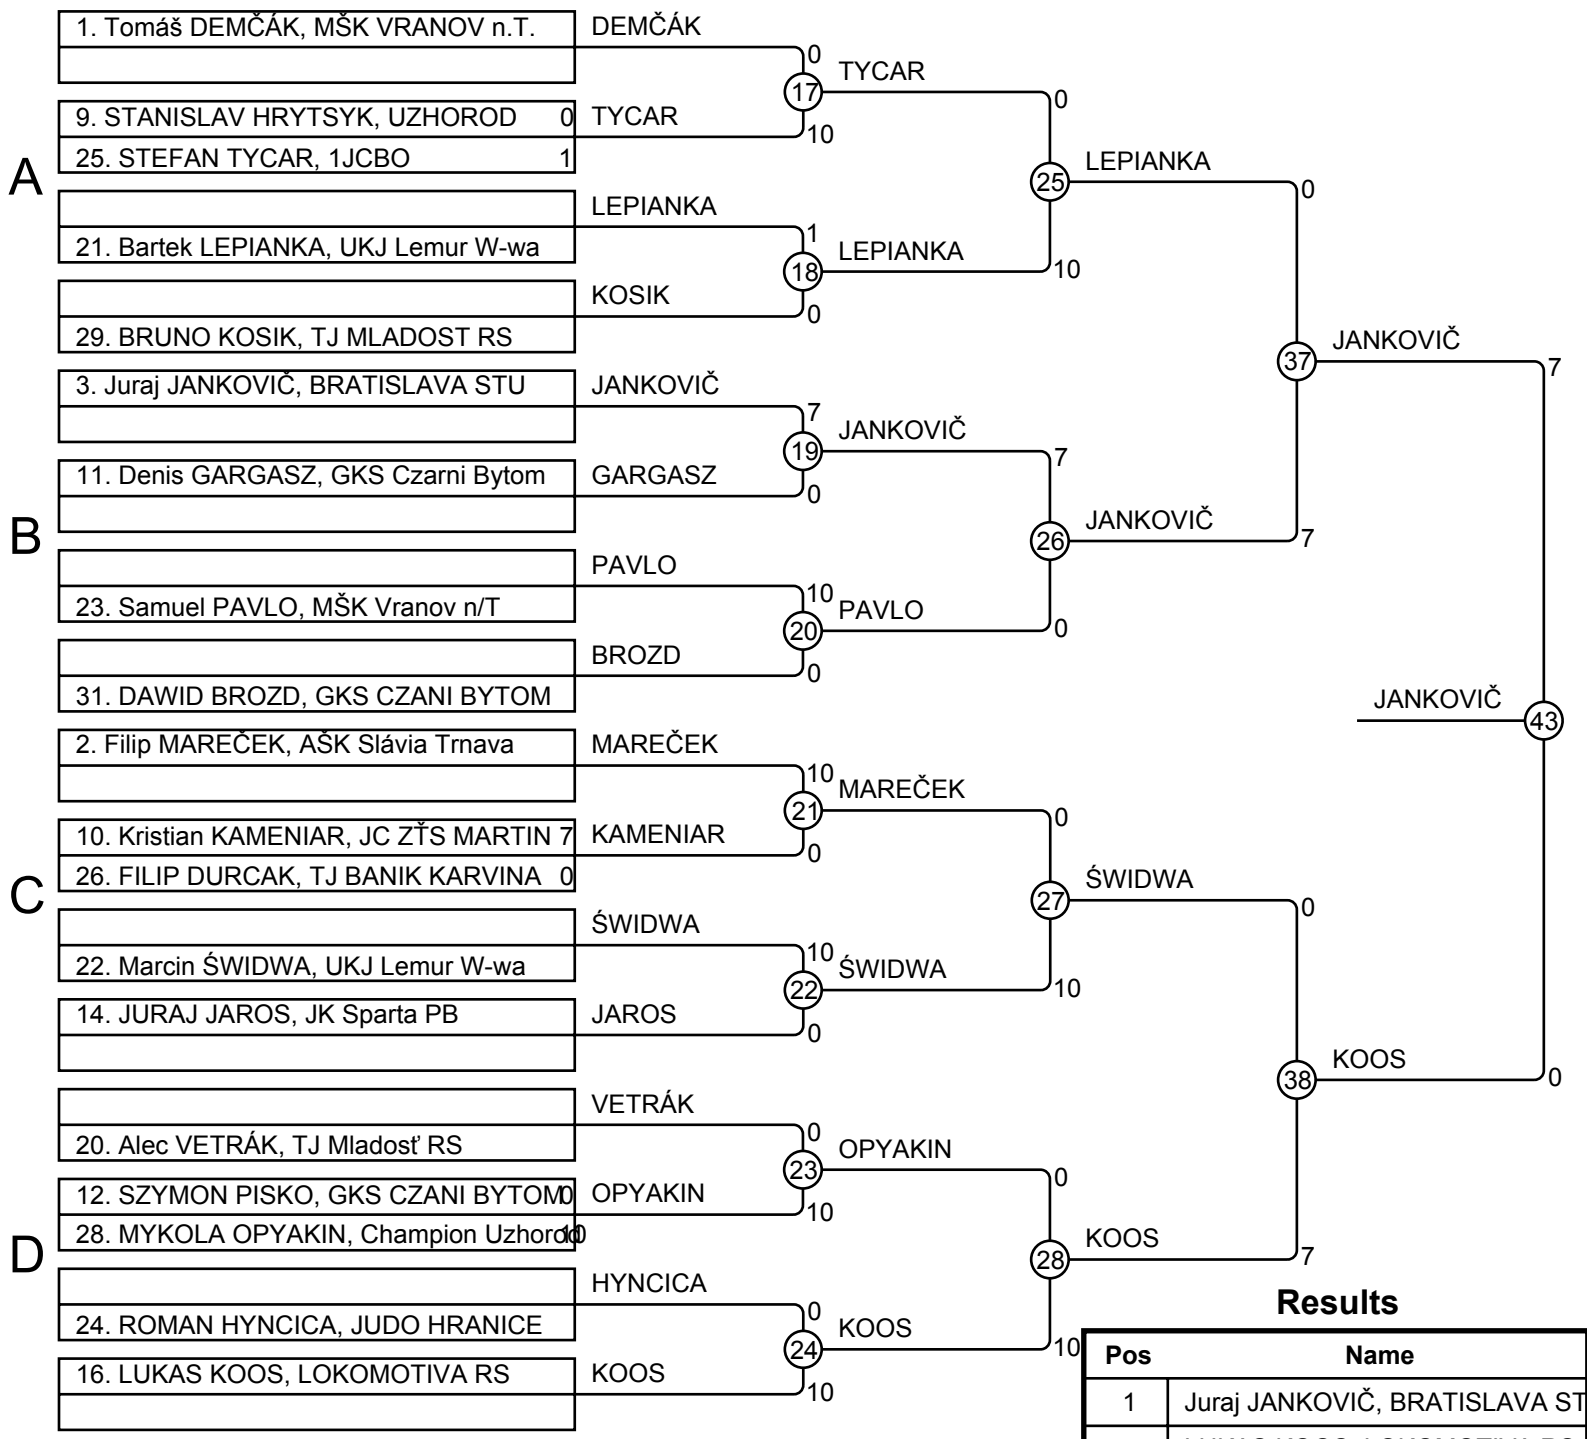 1. Tomáš DEMČÁK, MŠK VRANOV n.T.
DEMČÁK
0
17
TYCAR
9. STANISLAV HRYTSYK, UZHOROD 0
TYCAR
10
0
25. STEFAN TYCAR, 1JCBO 1
A
25
LEPIANKA
LEPIANKA
1
0
21. Bartek LEPIANKA, UKJ Lemur W-wa
18
LEPIANKA
10
KOSIK
0
29. BRUNO KOSIK, TJ MLADOST RS
37
JANKOVIČ
7
3. Juraj JANKOVIČ, BRATISLAVA STU
JANKOVIČ
7
19
JANKOVIČ
7
11. Denis GARGASZ, GKS Czarni Bytom
GARGASZ
0
B
26
JANKOVIČ
7
PAVLO
10
23. Samuel PAVLO, MŠK Vranov n/T
20
PAVLO
0
BROZD
0
31. DAWID BROZD, GKS CZANI BYTOM
JANKOVIČ
43
2. Filip MAREČEK, AŠK Slávia Trnava
MAREČEK
10
21
MAREČEK
0
10. Kristian KAMENIAR, JC ZŤS MARTIN 7
KAMENIAR
0
26. FILIP DURCAK, TJ BANIK KARVINA 0
C
27
ŚWIDWA
0
ŚWIDWA
10
22. Marcin ŚWIDWA, UKJ Lemur W-wa
22
ŚWIDWA
10
14. JURAJ JAROS, JK Sparta PB
JAROS
0
38
KOOS
0
VETRÁK
0
20. Alec VETRÁK, TJ Mladosť RS
23
OPYAKIN
0
12. SZYMON PISKO, GKS CZANI BYTOM 0
OPYAKIN
10
28. MYKOLA OPYAKIN, Champion Uzhorod 10
D
28
KOOS
7
HYNCICA
0
24. ROMAN HYNCICA, JUDO HRANICE
24
KOOS
10
16. LUKAS KOOS, LOKOMOTIVA RS
KOOS
10
Results
Pos Name
1 Juraj JANKOVIČ, BRATISLAVA ST